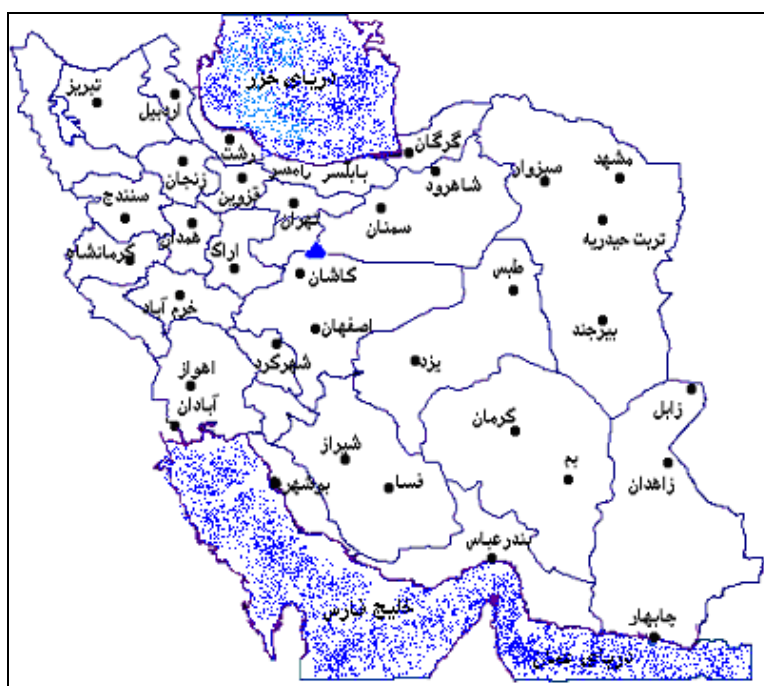 دریای خزر
تبریز
اردبیل
رشت
گرگان
رامسر
بابلسر
زنجان
قزوین
شاهرود
سبزوار
مشهد
سنندج
همدان
تهران
سمنان
تربت حیدریه
کرمانشاه
اراک
کاشان
طبس
خرم آباد
اصفهان
بیرجند
شهرکرد
یزد
اهواز
آبادان
زابل
کرمان
شیراز
بم
زاهدان
بوشهر
فسا
بندرعباس
خلیج فارس
چابهار
دریای عمان